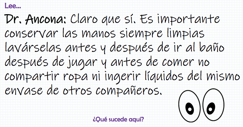 Lee...
Dr. Ancona: Claro que sí. Es importante
conservar las manos siempre limpias
lavárselas antes y después de ir al baño
después de jugar y antes de comer no
compartir ropa ni ingerir líquidos del mismo
envase de otros compañeros.
¿Qué sucede aquí?